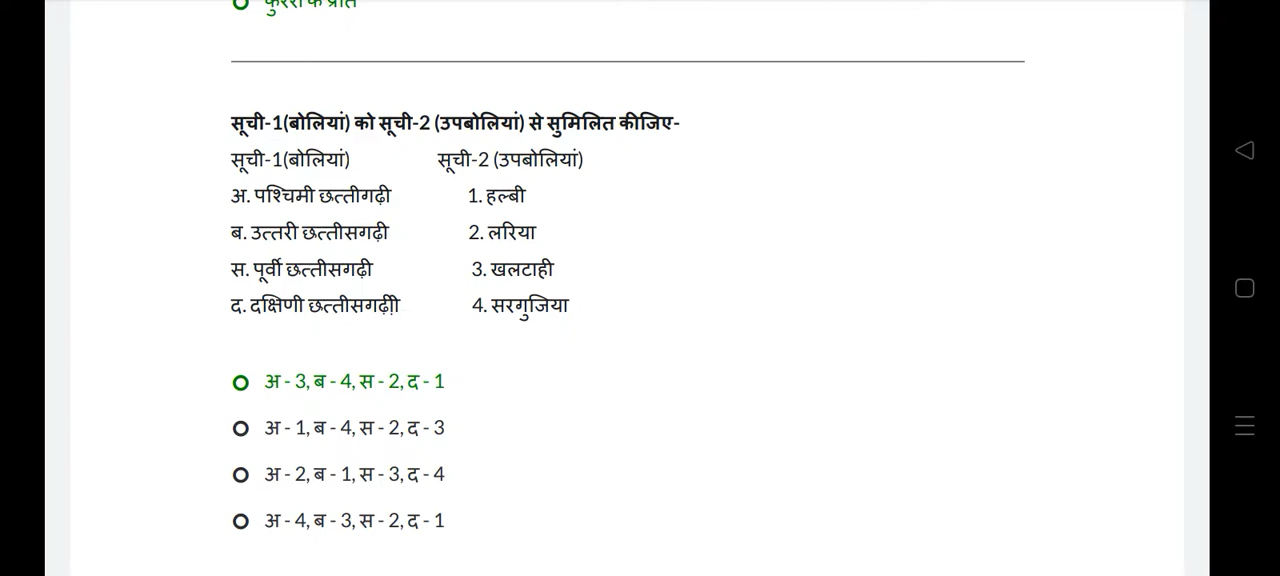 सूची-1(बोलियां) को सूची-2 (उपबोलियां) से सुमिलित कीजिए-
सूची-1(बोलियां) सूची-2 (उपबोलियां)
अ. पश्चिमी छत्तीगढ़ी 1. हल्बी
ब. उत्तरी छत्तीसगढ़ी 2. लरिया
स. पूर्वी छत्तीसगढ़ी 3. खलटाही
द. दक्षिणी छत्तीसगढ़ीी 4. सरगुजिया
अ - 3, ब - 4, स - 2, द - 1
अ - 1, ब - 4, स - 2, द - 3
अ - 2, ब - 1, स - 3, द - 4
अ - 4, ब - 3, स - 2, द - 1